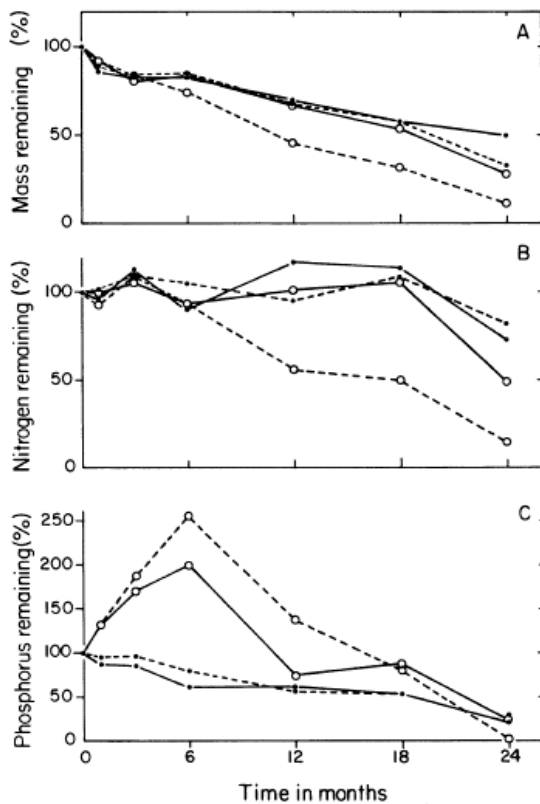 A
Mass remaining (%)
100
50
0
B
Nitrogen remaining (%)
100
50
0
C
Phosphorus remaining(%)
250
200
150
100
50
0
0 6 12 18 24
Time in months